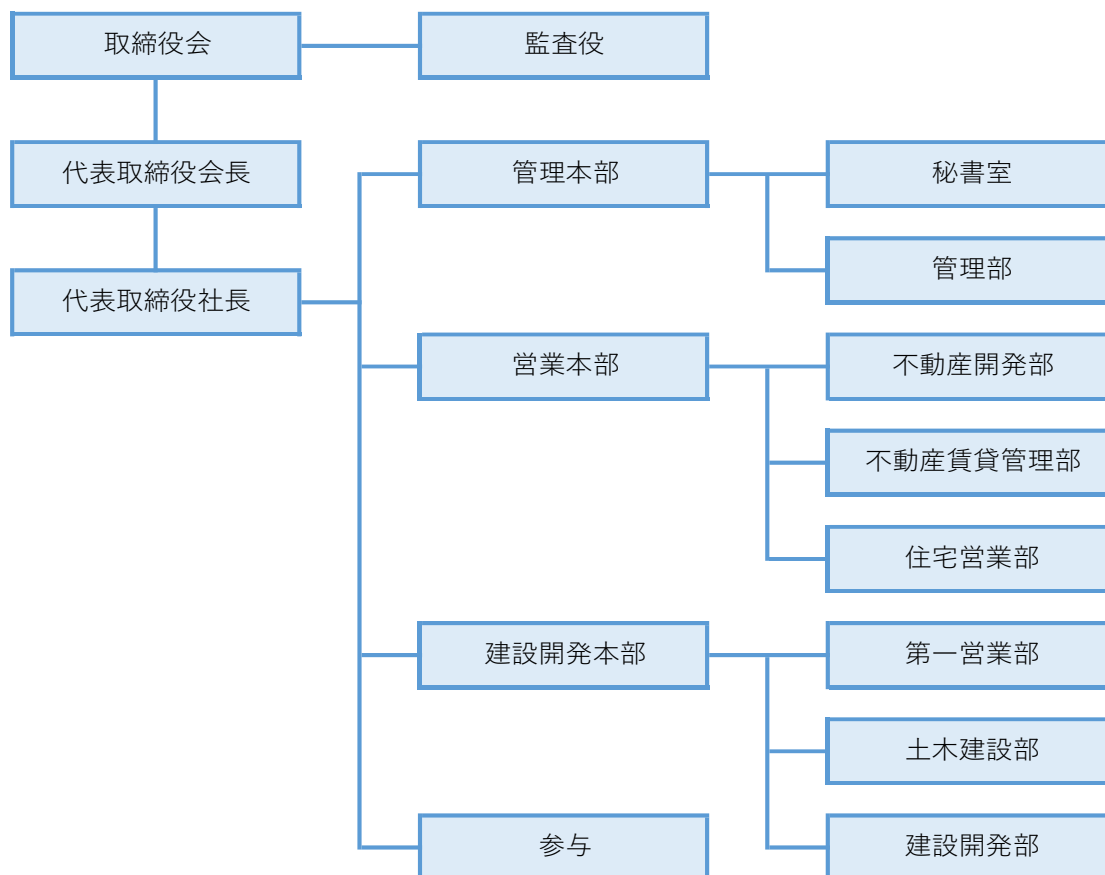 取締役会
監査役
代表取締役会長
管理本部
秘書室
管理部
代表取締役社長
営業本部
不動産開発部
不動産賃貸管理部
住宅営業部
建設開発本部
第一営業部
土木建設部
参与
建設開発部